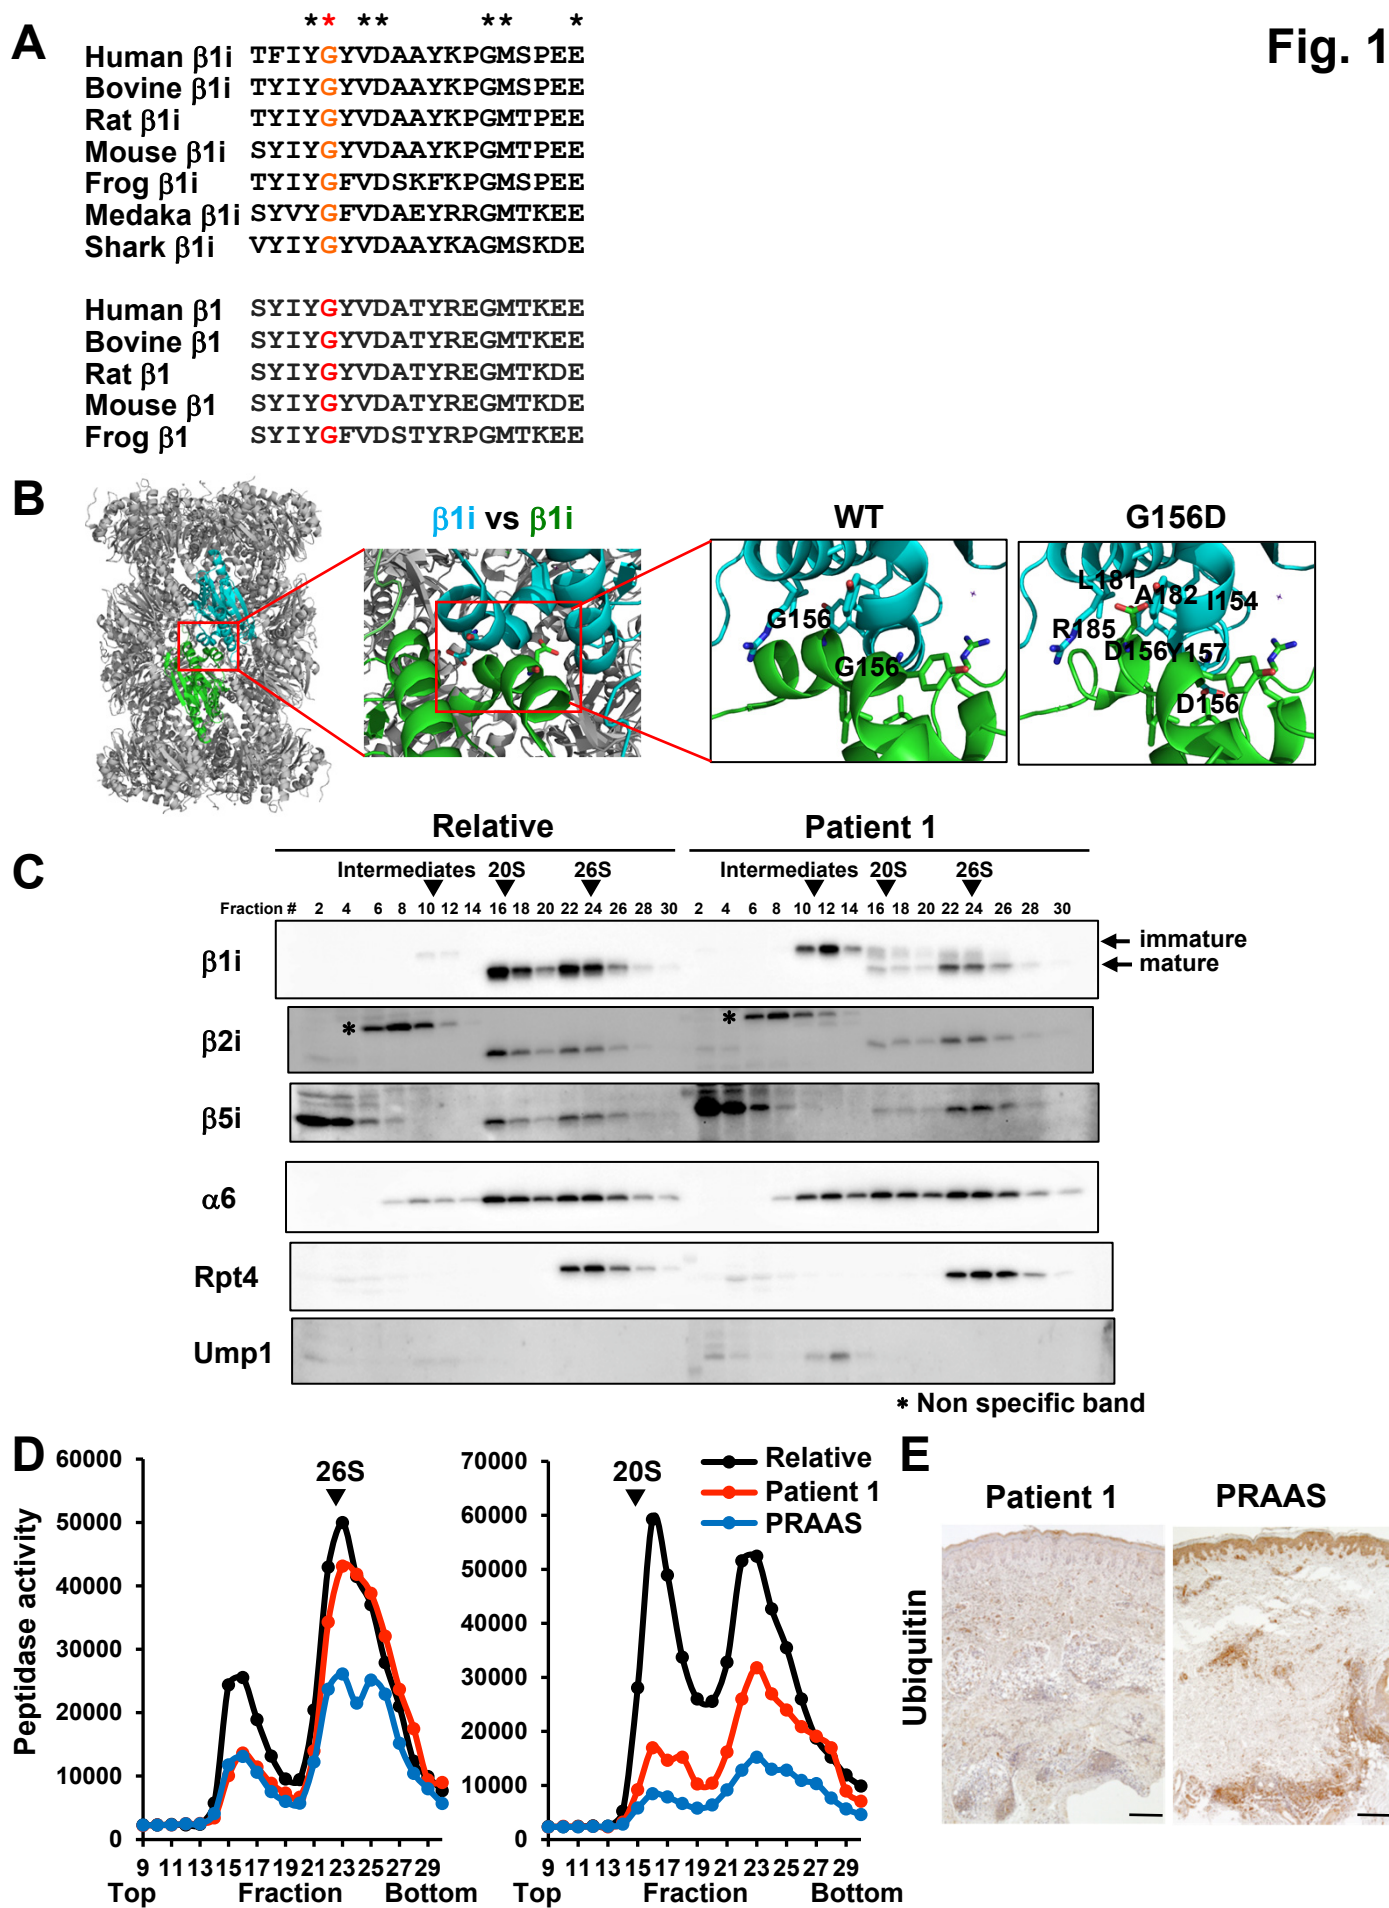 Fig. 1
A
* * * * * * *
Human β1i TFIYGYVDAAYKPGMSPEE
Bovine β1i TYIYGYVDAAYKPGMSPEE
Rat β1i TYIYGYVDAAYKPGMTPEE
Mouse β1i SYIYGYVDAAYKPGMTPEE
Frog β1i TYIYGFVDSKFKPGMSPEE
Medaka β1i SYVYGFVDAEYRRGMTKEE
Shark β1i VYIYGYVDAAYKAGMSKDE
Human β1 SYIYGYVDATYREGMTKEE
Bovine β1 SYIYGYVDATYREGMTKEE
Rat β1 SYIYGYVDATYREGMTKDE
Mouse β1 SYIYGYVDATYREGMTKDE
Frog β1 SYIYGFVDSTYRPGMTKEE
B
β1i vs β1i
WT
G156D
G156
G156
L181
A182
I154
R185
D156
Y157
D156
C
Relative Patient 1
Intermediates 20S 26S Intermediates 20S 26S
Fraction # 2 4 6 8 10 12 14 16 18 20 22 24 26 28 30 2 4 6 8 10 12 14 16 18 20 22 24 26 28 30
β1i
immature
mature
β2i
*
*
β5i
α6
Rpt4
Ump1
* Non specific band
D
Peptidase activity
60000
50000
40000
30000
20000
10000
0
26S
9 11 13 15 17 19 21 23 25 27 29
Top Fraction Bottom
70000
60000
50000
40000
30000
20000
10000
0
20S
Relative
Patient 1
PRAAS
9 11 13 15 17 19 21 23 25 27 29
Top Fraction Bottom
E
Patient 1 PRAAS
Ubiquitin